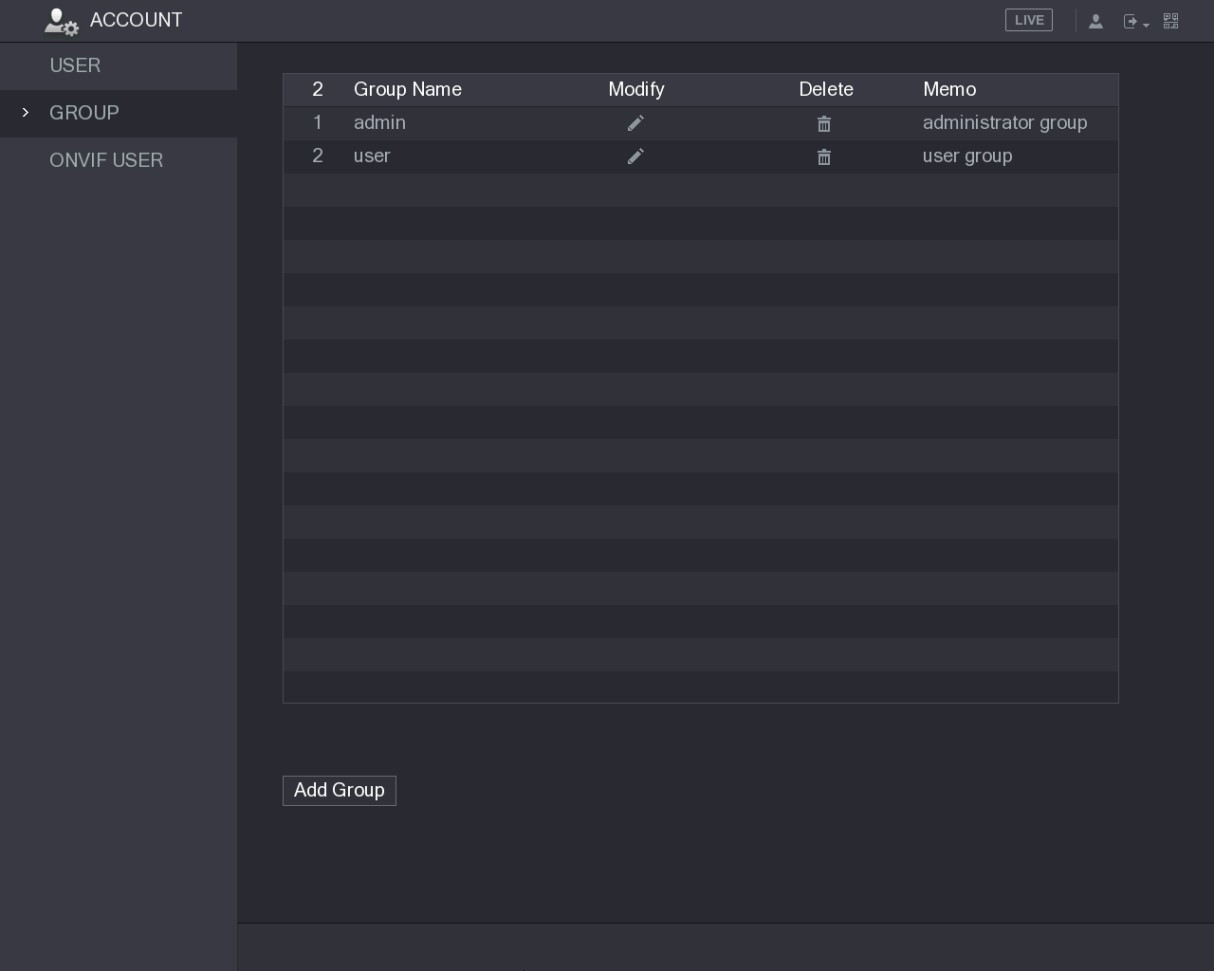 ACCOUNT
LIVE
USER
GROUP
ONVIF USER
2 Group Name Modify Delete Memo
1 admin administrator group
2 user user group
Add Group